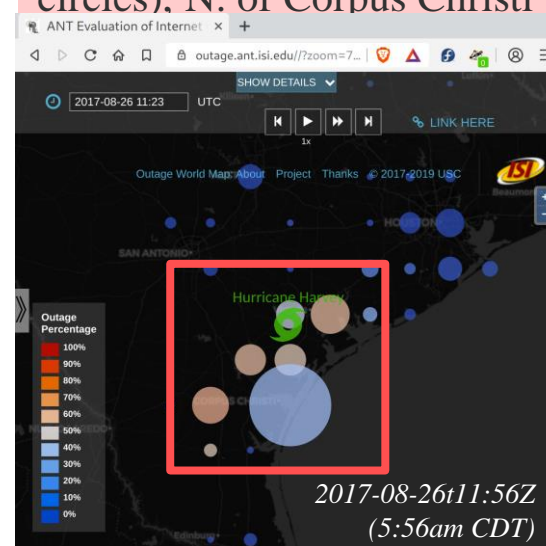 circles), N. of Corpus Christi
ANT Evaluation of Internet
outage.ant.isi.edu//?zoom=7...
SHOW DETAILS
2017-08-26 11:23 UTC
1x
LINK HERE
Outage World Map: About Project Thanks © 2017-2019 USC
ISI
Beaumont
HOUSTON
SAN ANTONIO
Hurricane Harvey
Outage
Percentage
100%
90%
80%
70%
60%
50%
40%
30%
20%
10%
0%
CORPUS CHRISTI
Edinburg
2017-08-26t11:56Z
(5:56am CDT)